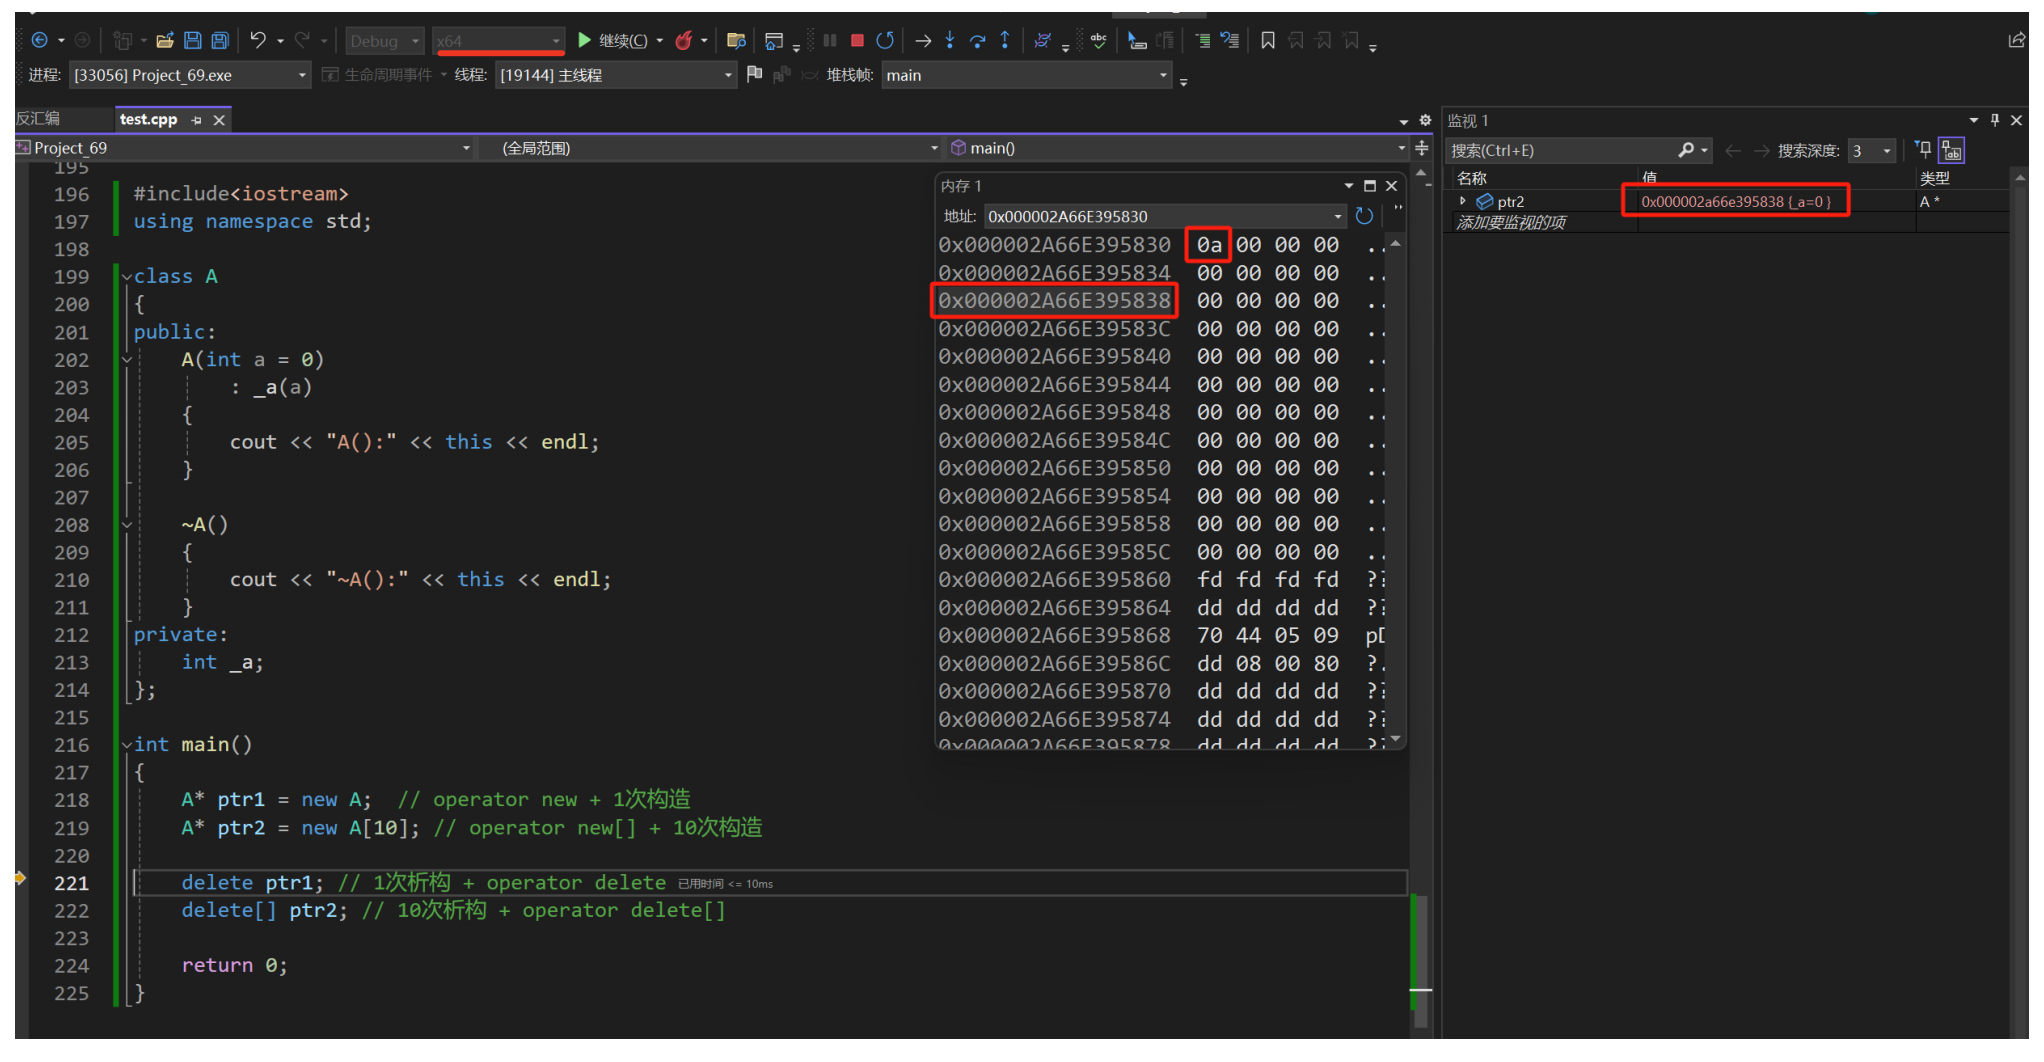 Debug x64 继续(C)
进程: [33056] Project_69.exe 生命周期事件 线程: [19144] 主线程 堆栈帧: main
反汇编 test.cpp
Project_69 (全局范围) main()
195
196 #include<iostream>
197 using namespace std;
198
199 class A
200 {
201 public:
202 A(int a = 0)
203 : _a(a)
204 {
205 cout << "A():" << this << endl;
206 }
207
208 ~A()
209 {
210 cout << "~A():" << this << endl;
211 }
212 private:
213 int _a;
214 };
215
216 int main()
217 {
218 A* ptr1 = new A; // operator new + 1次构造
219 A* ptr2 = new A[10]; // operator new[] + 10次构造
220
221 delete ptr1; // 1次析构 + operator delete 已用时间 <= 10ms
222 delete[] ptr2; // 10次析构 + operator delete[]
223
224 return 0;
225 }
内存 1
地址: 0x000002A66E395830
0x000002A66E395830 0a 00 00 00 ..
0x000002A66E395834 00 00 00 00 ..
0x000002A66E395838 00 00 00 00 ..
0x000002A66E39583C 00 00 00 00 ..
0x000002A66E395840 00 00 00 00 ..
0x000002A66E395844 00 00 00 00 ..
0x000002A66E395848 00 00 00 00 ..
0x000002A66E39584C 00 00 00 00 ..
0x000002A66E395850 00 00 00 00 ..
0x000002A66E395854 00 00 00 00 ..
0x000002A66E395858 00 00 00 00 ..
0x000002A66E39585C 00 00 00 00 ..
0x000002A66E395860 fd fd fd fd ??
0x000002A66E395864 dd dd dd dd ??
0x000002A66E395868 70 44 05 09 pD
0x000002A66E39586C dd 08 00 80 ?.
0x000002A66E395870 dd dd dd dd ??
0x000002A66E395874 dd dd dd dd ??
0x000002A66E395878 dd dd dd dd ??
监视 1
搜索(Ctrl+E) 搜索深度: 3
名称 值 类型
ptr2 0x000002a66e395838 {_a=0 } A *
添加要监视的项